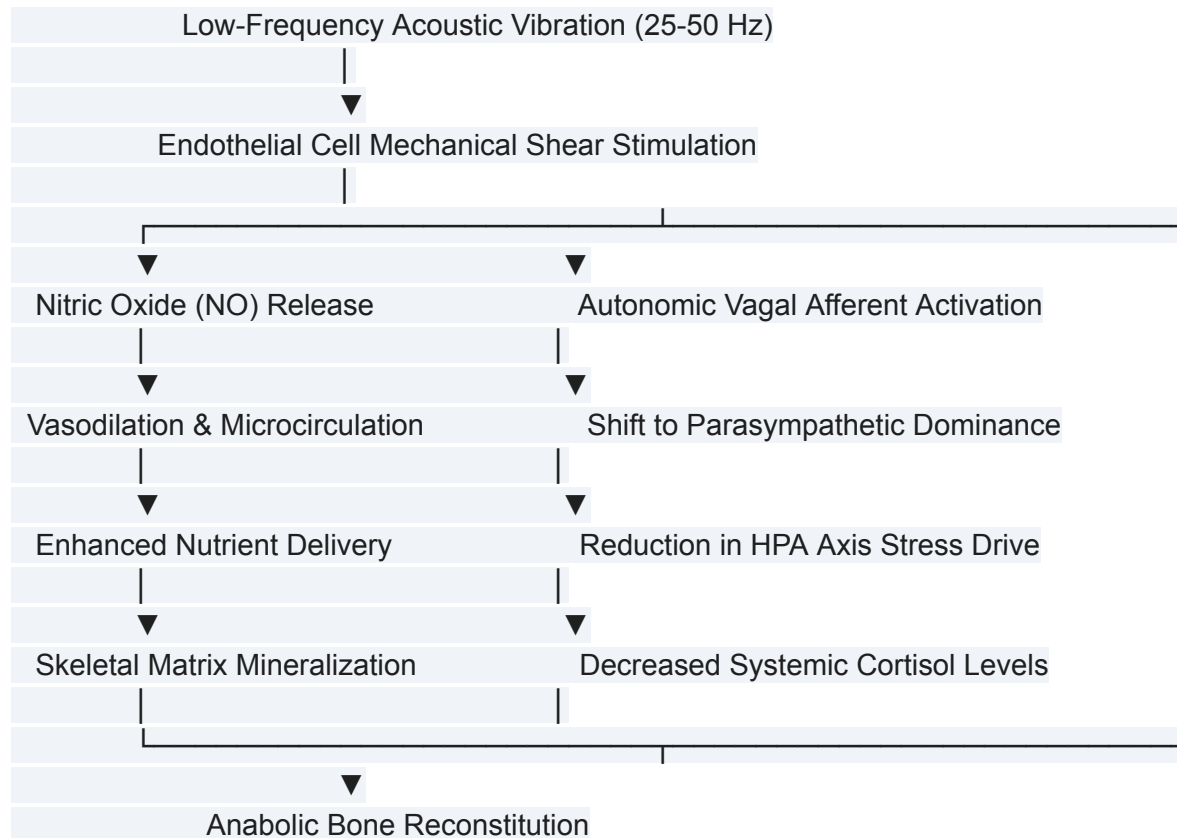 Low-Frequency Acoustic Vibration (25-50 Hz)
Endothelial Cell Mechanical Shear Stimulation
Nitric Oxide (NO) Release Autonomic Vagal Afferent Activation
Vasodilation & Microcirculation Shift to Parasympathetic Dominance
Enhanced Nutrient Delivery Reduction in HPA Axis Stress Drive
Skeletal Matrix Mineralization Decreased Systemic Cortisol Levels
Anabolic Bone Reconstitution